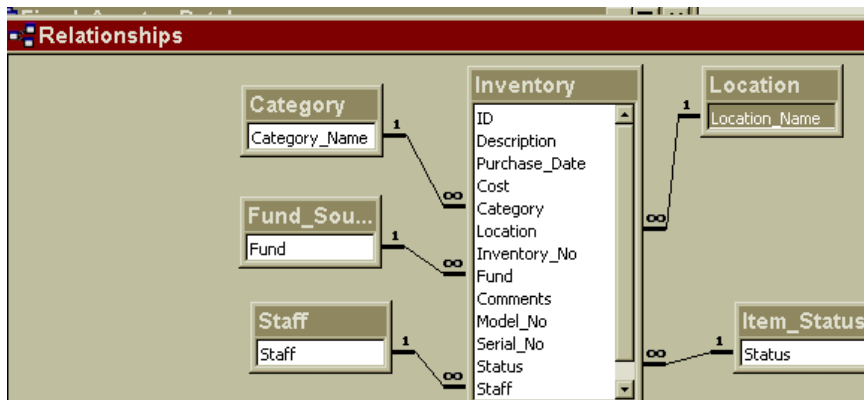 Relationships
Category
Category_Name
1
∞
Fund_Sou...
Fund
1
∞
Staff
Staff
1
∞
Inventory
ID
Description
Purchase_Date
Cost
Category
Location
Inventory_No
Fund
Comments
Model_No
Serial_No
Status
Staff
Location
Location_Name
1
∞
Item_Status
Status
1
∞